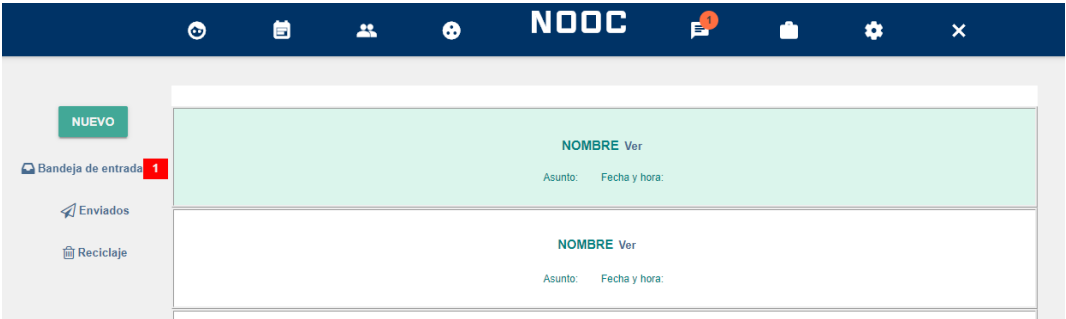 NOOC
1
NUEVO
Bandeja de entrada 1
Enviados
Reciclaje
NOMBRE Ver
Asunto: Fecha y hora:
NOMBRE Ver
Asunto: Fecha y hora: